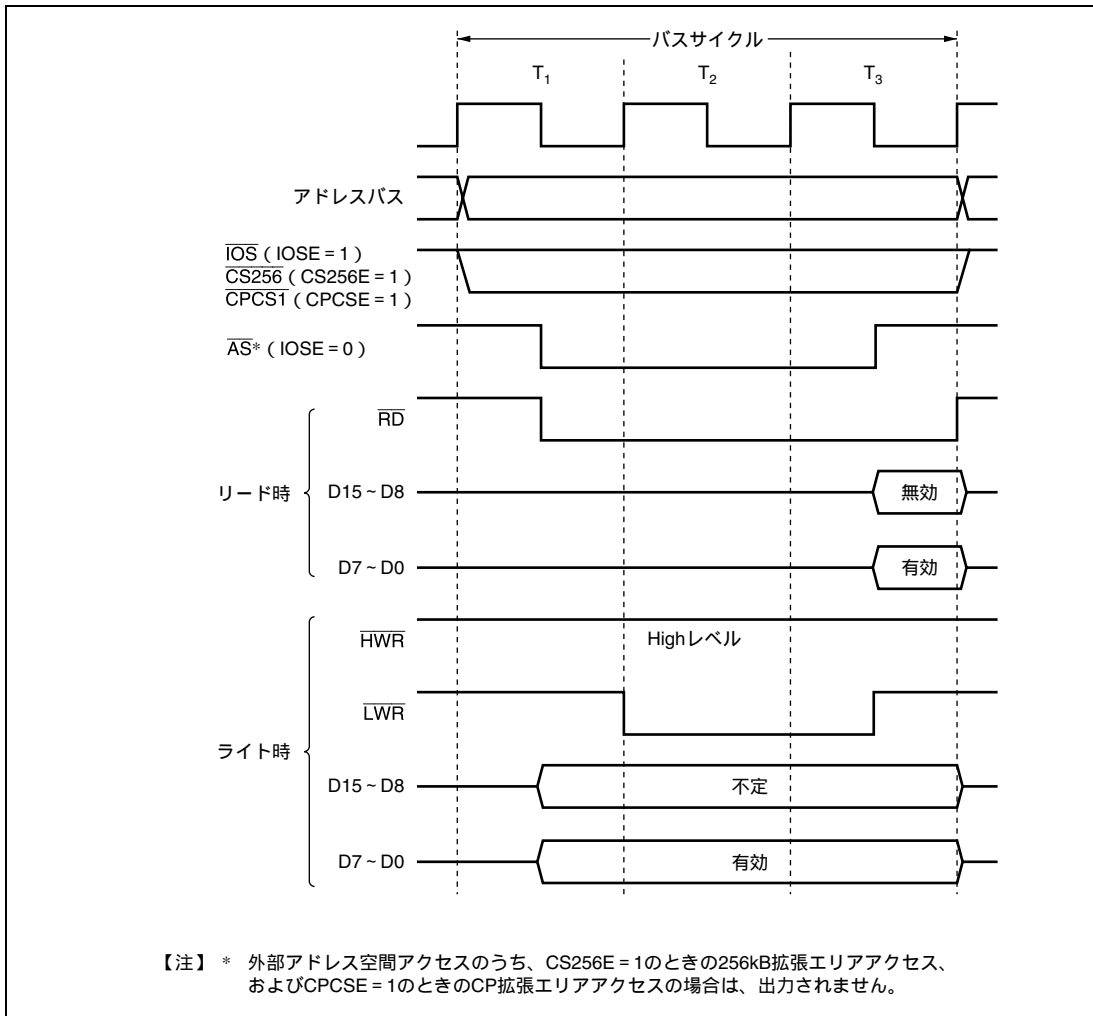 バスサイクル
T1 T2 T3
アドレスバス
IOS ( IOSE = 1 )
CS256 ( CS256E = 1 )
CPCS1 ( CPCSE = 1 )
AS* ( IOSE = 0 )
リード時
RD
D15 ~ D8 無効
D7 ~ D0 有効
ライト時
HWR Highレベル
LWR
D15 ~ D8 不定
D7 ~ D0 有効
【注】 * 外部アドレス空間アクセスのうち、CS256E = 1のときの256kB拡張エリアアクセス、
およびCPCSE = 1のときのCP拡張エリアアクセスの場合は、出力されません。